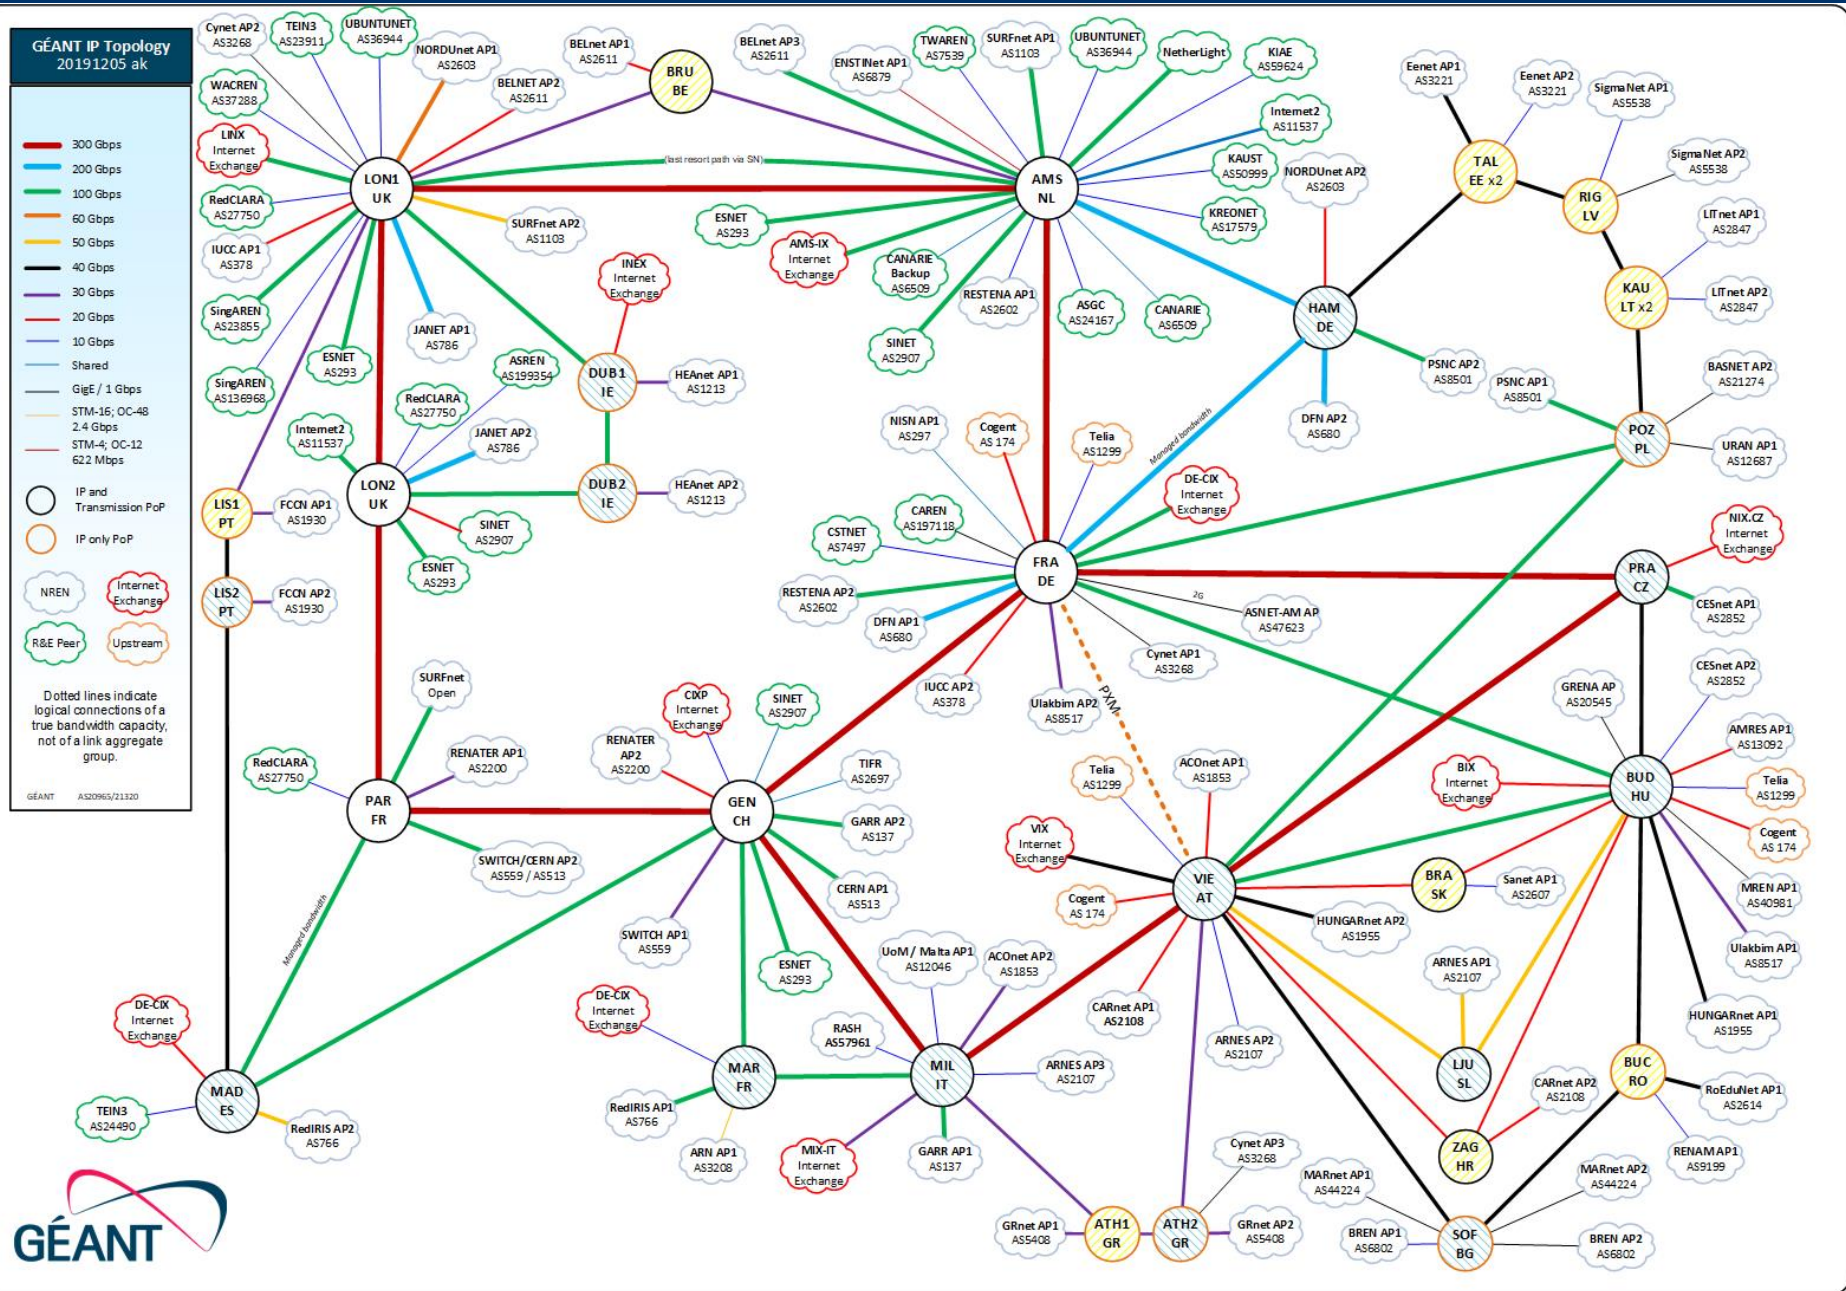 GÉANT IP Topology
20191205 ak
300 Gbps
200 Gbps
100 Gbps
60 Gbps
50 Gbps
40 Gbps
30 Gbps
20 Gbps
10 Gbps
Shared
GigE / 1 Gbps
STM-16; OC-48
2.4 Gbps
STM-4; OC-12
622 Mbps
IP and
Transmission PoP
IP only PoP
NREN
Internet
Exchange
R&E Peer
Upstream
Dotted lines indicate
logical connections of a
true bandwidth capacity,
not of a link aggregate
group.
GÉANT AS20965/21320
Cynet AP2
AS3268
TEIN3
AS23911
UBUNTUNET
AS36944
NORDUnet AP1
AS2603
BELNET AP2
AS2611
WACREN
AS37288
LINX
Internet
Exchange
RedCLARA
AS27750
IUCC AP1
AS378
SingAREN
AS23855
SingAREN
AS136968
ESNET
AS293
JANET AP1
AS786
SURFnet AP2
AS1103
LON1
UK
BELnet AP1
AS2611
BRU
BE
(last resort path via SN)
BELnet AP3
AS2611
ENSTINet AP1
AS6879
TWAREN
AS7539
SURFnet AP1
AS1103
UBUNTUNET
AS36944
NetherLight
KIAE
AS59624
Internet2
AS11537
KAUST
AS50999
KREONET
AS17579
AMS
NL
ESNET
AS293
AMS-IX
Internet
Exchange
CANARIE
Backup
AS6509
SINET
AS2907
RESTENA AP1
AS2602
ASGC
AS24167
CANARIE
AS6509
NORDUnet AP2
AS2603
HAM
DE
DFN AP2
AS680
PSNC AP2
AS8501
Eenet AP1
AS3221
Eenet AP2
AS3221
TAL
EE x2
SigmaNet AP1
AS5538
SigmaNet AP2
AS5538
RIG
LV
LITnet AP1
AS2847
LITnet AP2
AS2847
KAU
LT x2
PSNC AP1
AS8501
BASNET AP2
AS21274
URAN AP1
AS12687
POZ
PL
INEX
Internet
Exchange
DUB1
IE
HEAnet AP1
AS1213
DUB2
IE
HEAnet AP2
AS1213
ASREN
AS199354
RedCLARA
AS27750
Internet2
AS11537
JANET AP2
AS786
LON2
UK
SINET
AS2907
ESNET
AS293
LIS1
PT
FCCN AP1
AS1930
LIS2
PT
FCCN AP2
AS1930
NISN AP1
AS297
Cogent
AS 174
Telia
AS1299
Managed bandwidth
DE-CIX
Internet
Exchange
CAREN
AS197118
CSTNET
AS7497
RESTENA AP2
AS2602
DFN AP1
AS680
FRA
DE
2G
ASNET-AM AP
AS47623
Cynet AP1
AS3268
IUCC AP2
AS378
Ulakbim AP2
AS8517
PXM
NIX.CZ
Internet
Exchange
PRA
CZ
CESnet AP1
AS2852
SURFnet
Open
RedCLARA
AS27750
RENATER AP1
AS2200
PAR
FR
SWITCH/CERN AP2
AS559 / AS513
Managed bandwidth
CIXP
Internet
Exchange
SINET
AS2907
RENATER
AP2
AS2200
TIFR
AS2697
GEN
CH
GARR AP2
AS137
CERN AP1
AS513
SWITCH AP1
AS559
ESNET
AS293
Telia
AS1299
ACOnet AP1
AS1853
VIX
Internet
Exchange
Cogent
AS 174
VIE
AT
CARnet AP1
AS2108
ARNES AP2
AS2107
HUNGARnet AP2
AS1955
GRENA AP
AS20545
CESnet AP2
AS2852
AMRES AP1
AS13092
BIX
Internet
Exchange
BUD
HU
Telia
AS1299
Cogent
AS 174
MREN AP1
AS40981
Ulakbim AP1
AS8517
HUNGARnet AP1
AS1955
BRA
SK
Sanet AP1
AS2607
ARNES AP1
AS2107
LJU
SL
DE-CIX
Internet
Exchange
MAD
ES
TEIN3
AS24490
RedIRIS AP2
AS766
DE-CIX
Internet
Exchange
MAR
FR
RedIRIS AP1
AS766
ARN AP1
AS3208
UoM / Malta AP1
AS12046
ACOnet AP2
AS1853
RASH
AS57961
MIL
IT
ARNES AP3
AS2107
MIX-IT
Internet
Exchange
GARR AP1
AS137
BUC
RO
RoEduNet AP1
AS2614
RENAM AP1
AS9199
CARnet AP2
AS2108
ZAG
HR
Cynet AP3
AS3268
GRnet AP1
AS5408
ATH1
GR
ATH2
GR
GRnet AP2
AS5408
MARnet AP1
AS44224
MARnet AP2
AS44224
BREN AP1
AS6802
SOF
BG
BREN AP2
AS6802
GÉANT